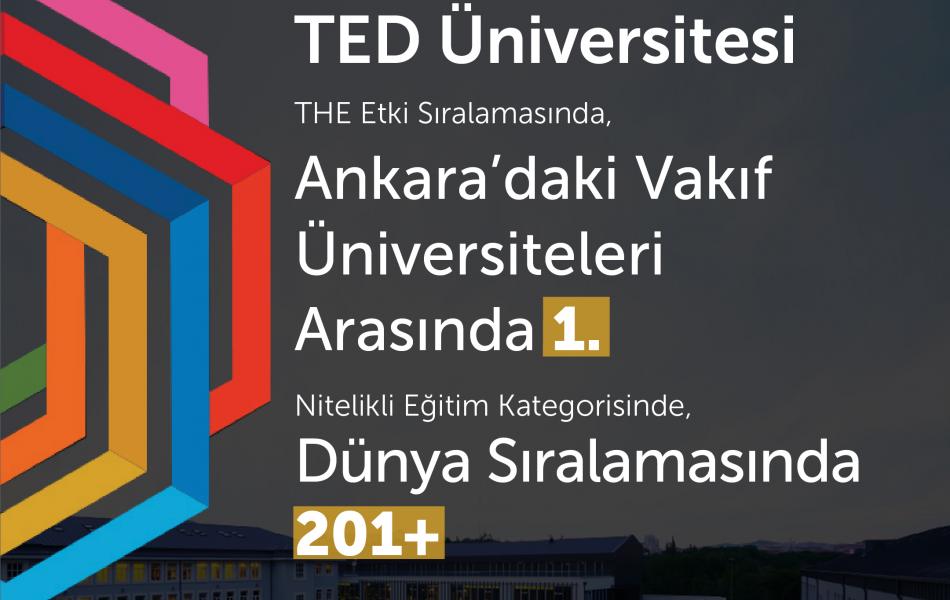 TED Üniversitesi
THE Etki Sıralamasında,
Ankara’daki Vakıf
Üniversiteleri
Arasında 1.
Nitelikli Eğitim Kategorisinde,
Dünya Sıralamasında
201+